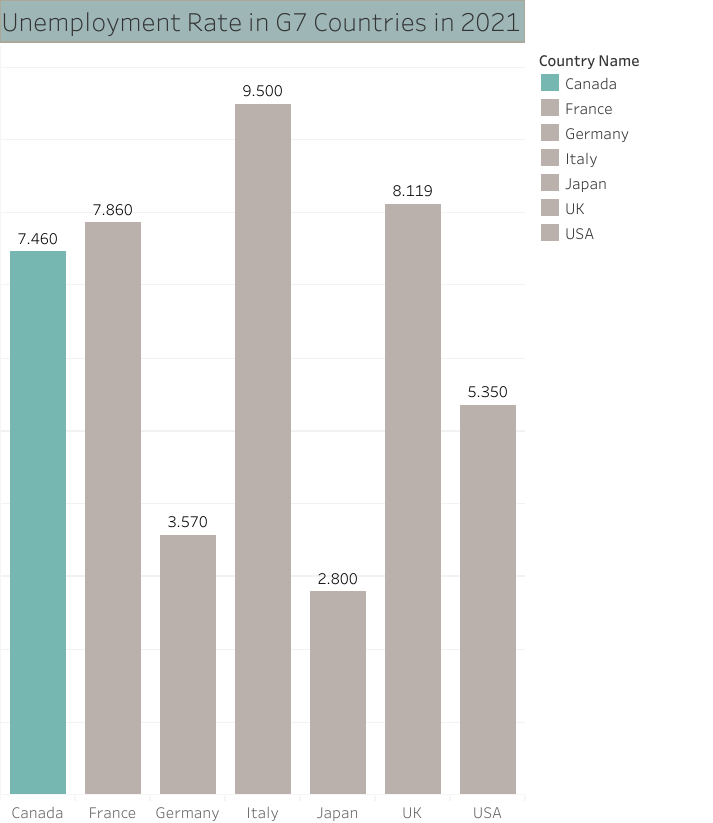 Unemployment Rate in G7 Countries in 2021
Country Name
Canada
France
Germany
Italy
Japan
UK
USA
9.500
8.119
7.860
7.460
5.350
3.570
2.800
Canada France Germany Italy Japan UK USA